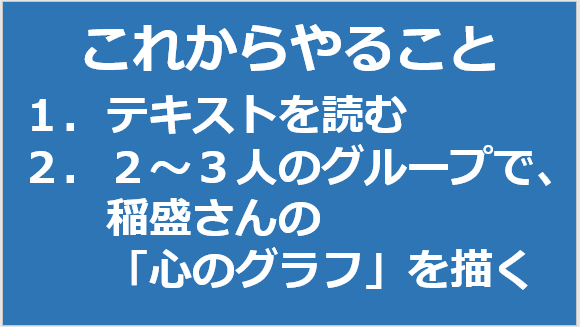 これからやること
１．テキストを読む
２．２～３人のグループで、
稲盛さんの
「心のグラフ」を描く